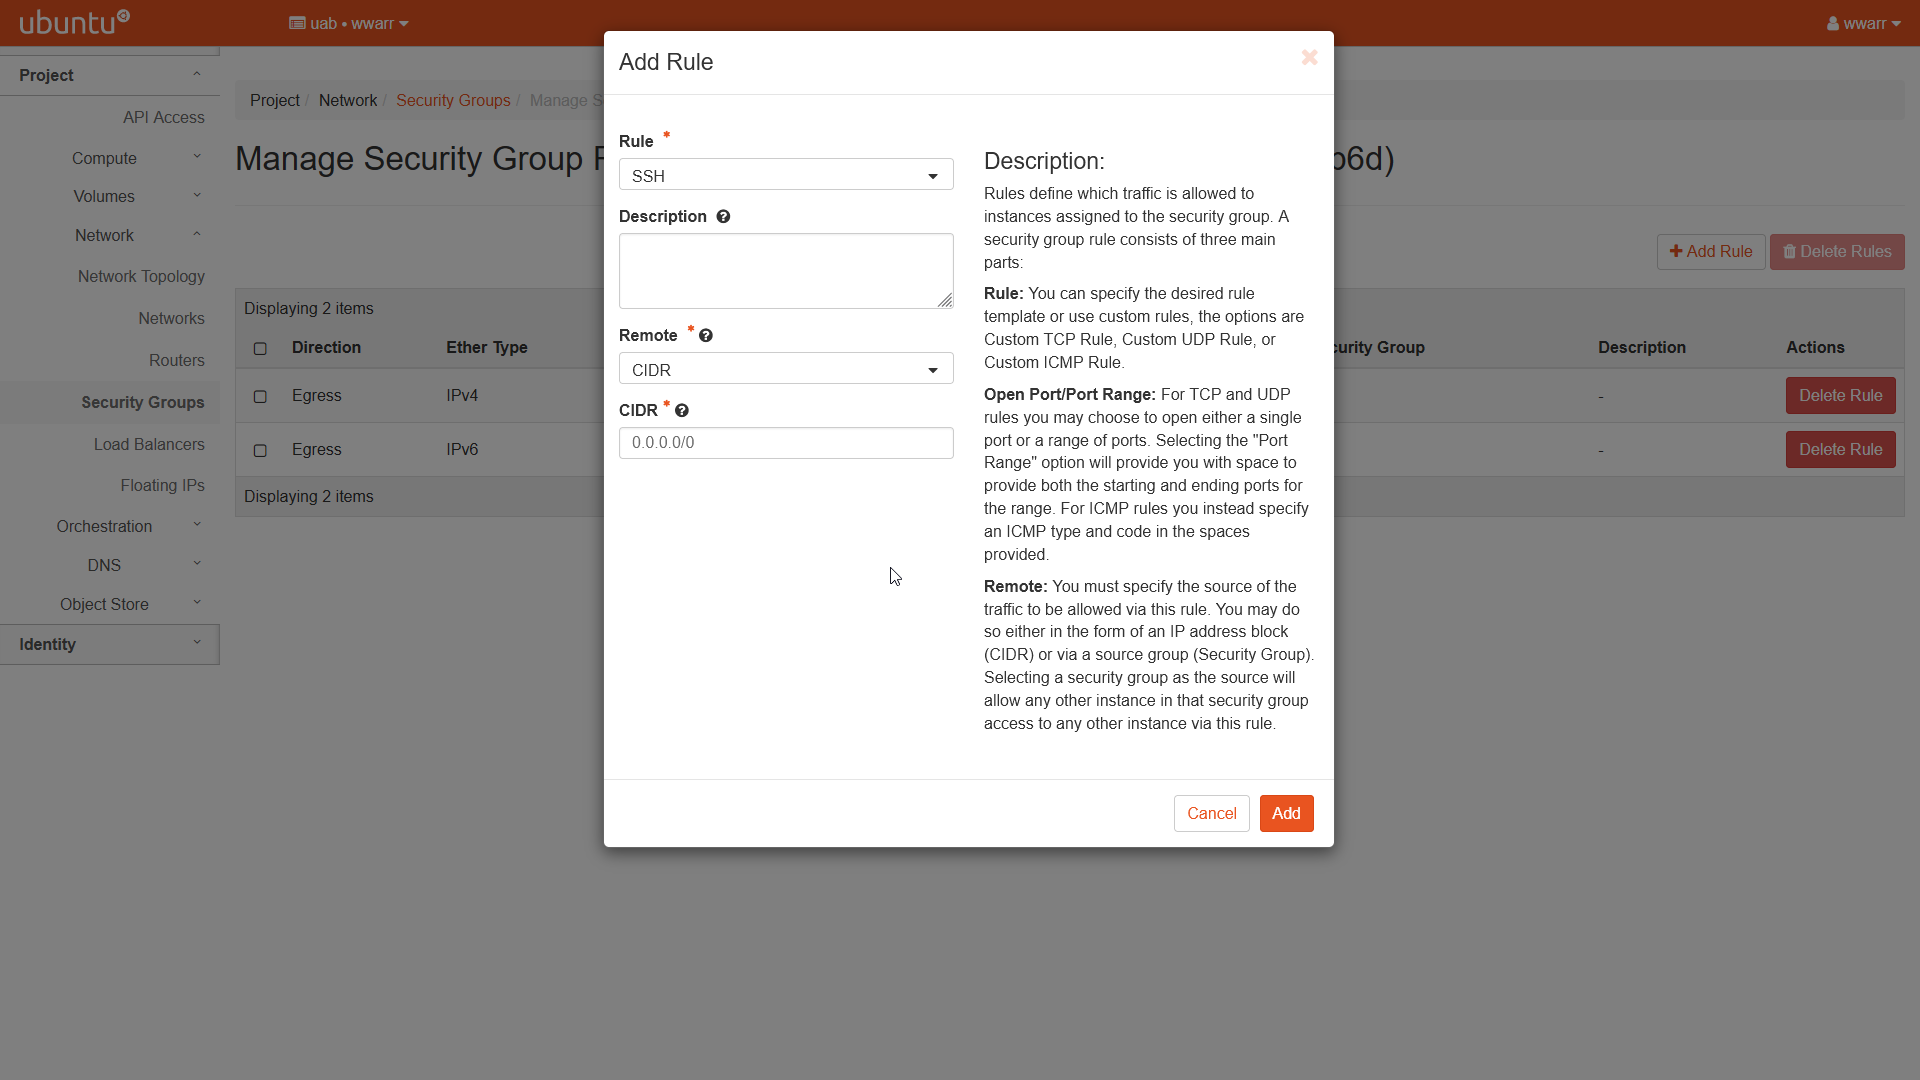 ubuntu
uab • wwarr
wwarr
Project
API Access
Compute
Volumes
Network
Network Topology
Networks
Routers
Security Groups
Load Balancers
Floating IPs
Orchestration
DNS
Object Store
Identity
Project / Network / Security Groups / Manage S
Manage Security Group
b6d)
+ Add Rule
Delete Rules
Displaying 2 items
Direction Ether Type curity Group Description Actions
Egress IPv4 - Delete Rule
Egress IPv6 - Delete Rule
Displaying 2 items
Add Rule
Rule *
SSH
Description
Remote *
CIDR
CIDR *
0.0.0.0/0
Description:
Rules define which traffic is allowed to
instances assigned to the security group. A
security group rule consists of three main
parts:
Rule: You can specify the desired rule
template or use custom rules, the options are
Custom TCP Rule, Custom UDP Rule, or
Custom ICMP Rule.
Open Port/Port Range: For TCP and UDP
rules you may choose to open either a single
port or a range of ports. Selecting the "Port
Range" option will provide you with space to
provide both the starting and ending ports for
the range. For ICMP rules you instead specify
an ICMP type and code in the spaces
provided.
Remote: You must specify the source of the
traffic to be allowed via this rule. You may do
so either in the form of an IP address block
(CIDR) or via a source group (Security Group).
Selecting a security group as the source will
allow any other instance in that security group
access to any other instance via this rule.
Cancel
Add